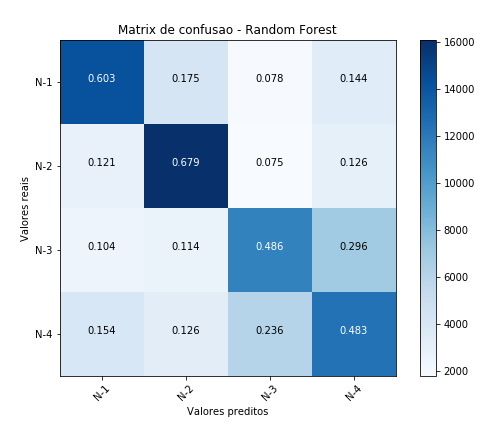 Matrix de confusao - Random Forest
N-1 0.603 0.175 0.078 0.144
N-2 0.121 0.679 0.075 0.126
N-3 0.104 0.114 0.486 0.296
N-4 0.154 0.126 0.236 0.483
N-1 N-2 N-3 N-4
Valores preditos
Valores reais
16000
14000
12000
10000
8000
6000
4000
2000